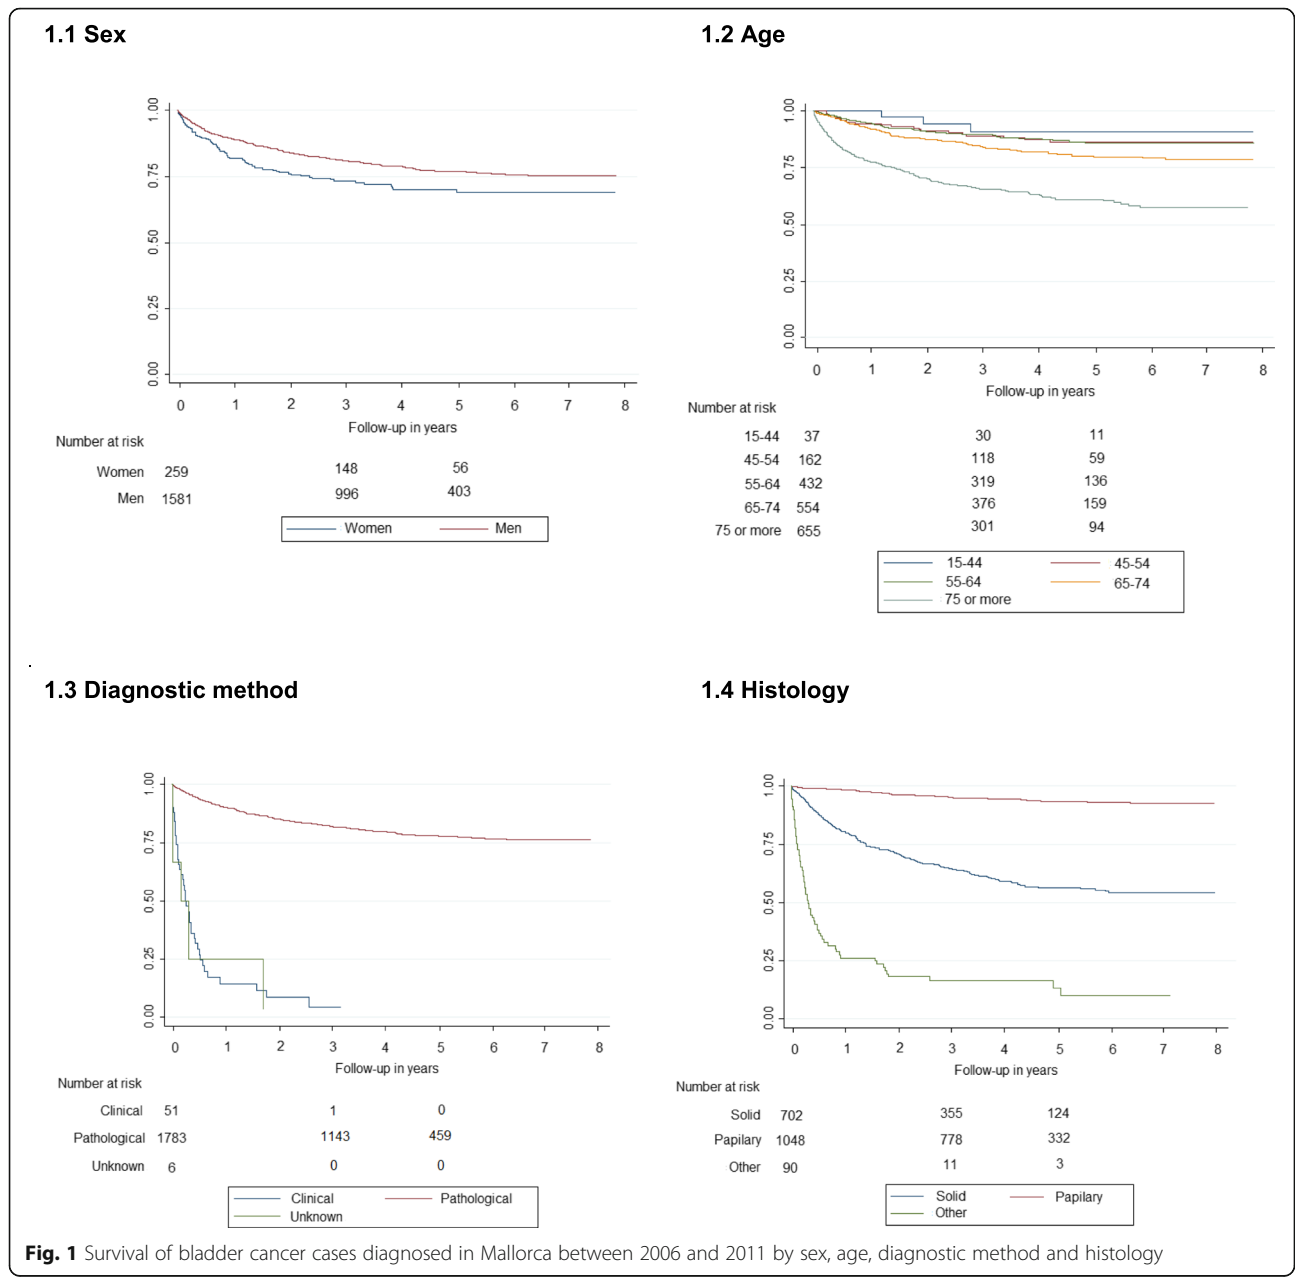 1.1 Sex
1.00
0.75
0.50
0.25
0.00
0 1 2 3 4 5 6 7 8
Follow-up in years
Number at risk
Women 259 148 56
Men 1581 996 403
Women Men
1.2 Age
1.00
0.75
0.50
0.25
0.00
0 1 2 3 4 5 6 7 8
Follow-up in years
Number at risk
15-44 37 30 11
45-54 162 118 59
55-64 432 319 136
65-74 554 376 159
75 or more 655 301 94
15-44 45-54
55-64 65-74
75 or more
.
1.3 Diagnostic method
1.00
0.75
0.50
0.25
0.00
0 1 2 3 4 5 6 7 8
Follow-up in years
Number at risk
Clinical 51 1 0
Pathological 1783 1143 459
Unknown 6 0 0
Clinical Pathological
Unknown
1.4 Histology
1.00
0.75
0.50
0.25
0.00
0 1 2 3 4 5 6 7 8
Follow-up in years
Number at risk
Solid 702 355 124
Papilary 1048 778 332
Other 90 11 3
Solid Papilary
Other
Fig. 1 Survival of bladder cancer cases diagnosed in Mallorca between 2006 and 2011 by sex, age, diagnostic method and histology